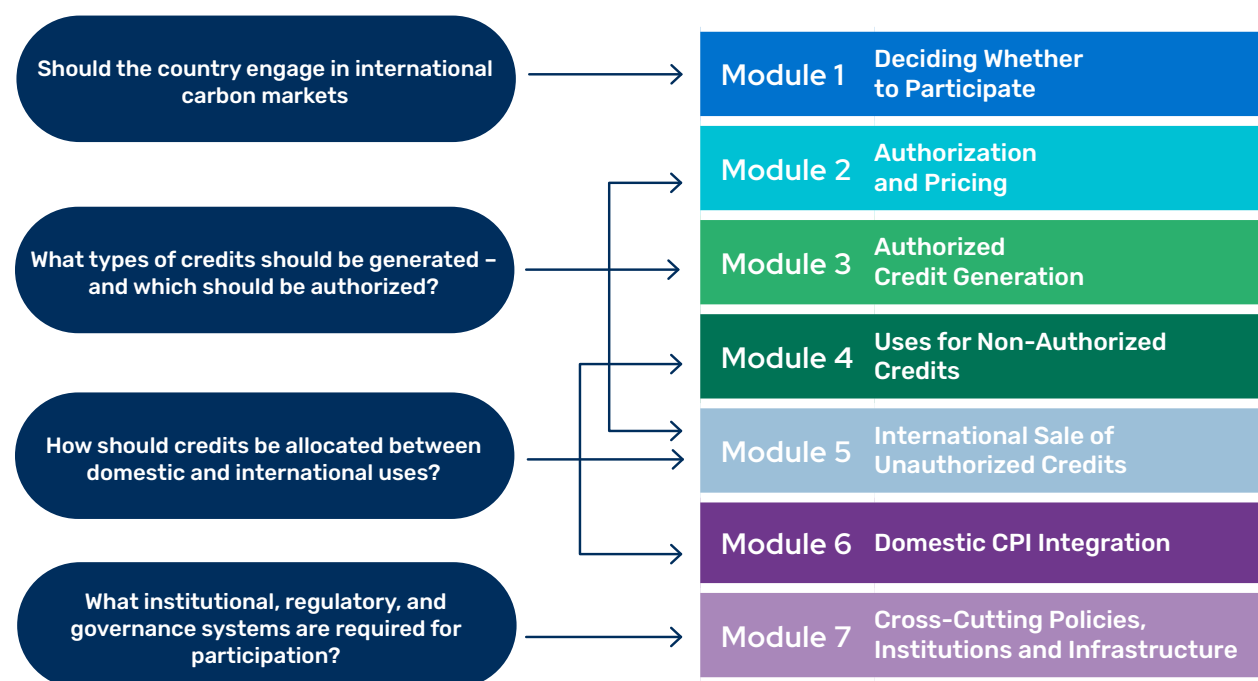 Should the country engage in international
carbon markets
What types of credits should be generated –
and which should be authorized?
How should credits be allocated between
domestic and international uses?
What institutional, regulatory, and
governance systems are required for
participation?
Module 1
Deciding Whether
to Participate
Module 2
Authorization
and Pricing
Module 3
Authorized
Credit Generation
Module 4
Uses for Non-Authorized
Credits
Module 5
International Sale of
Unauthorized Credits
Module 6
Domestic CPI Integration
Module 7
Cross-Cutting Policies,
Institutions and Infrastructure